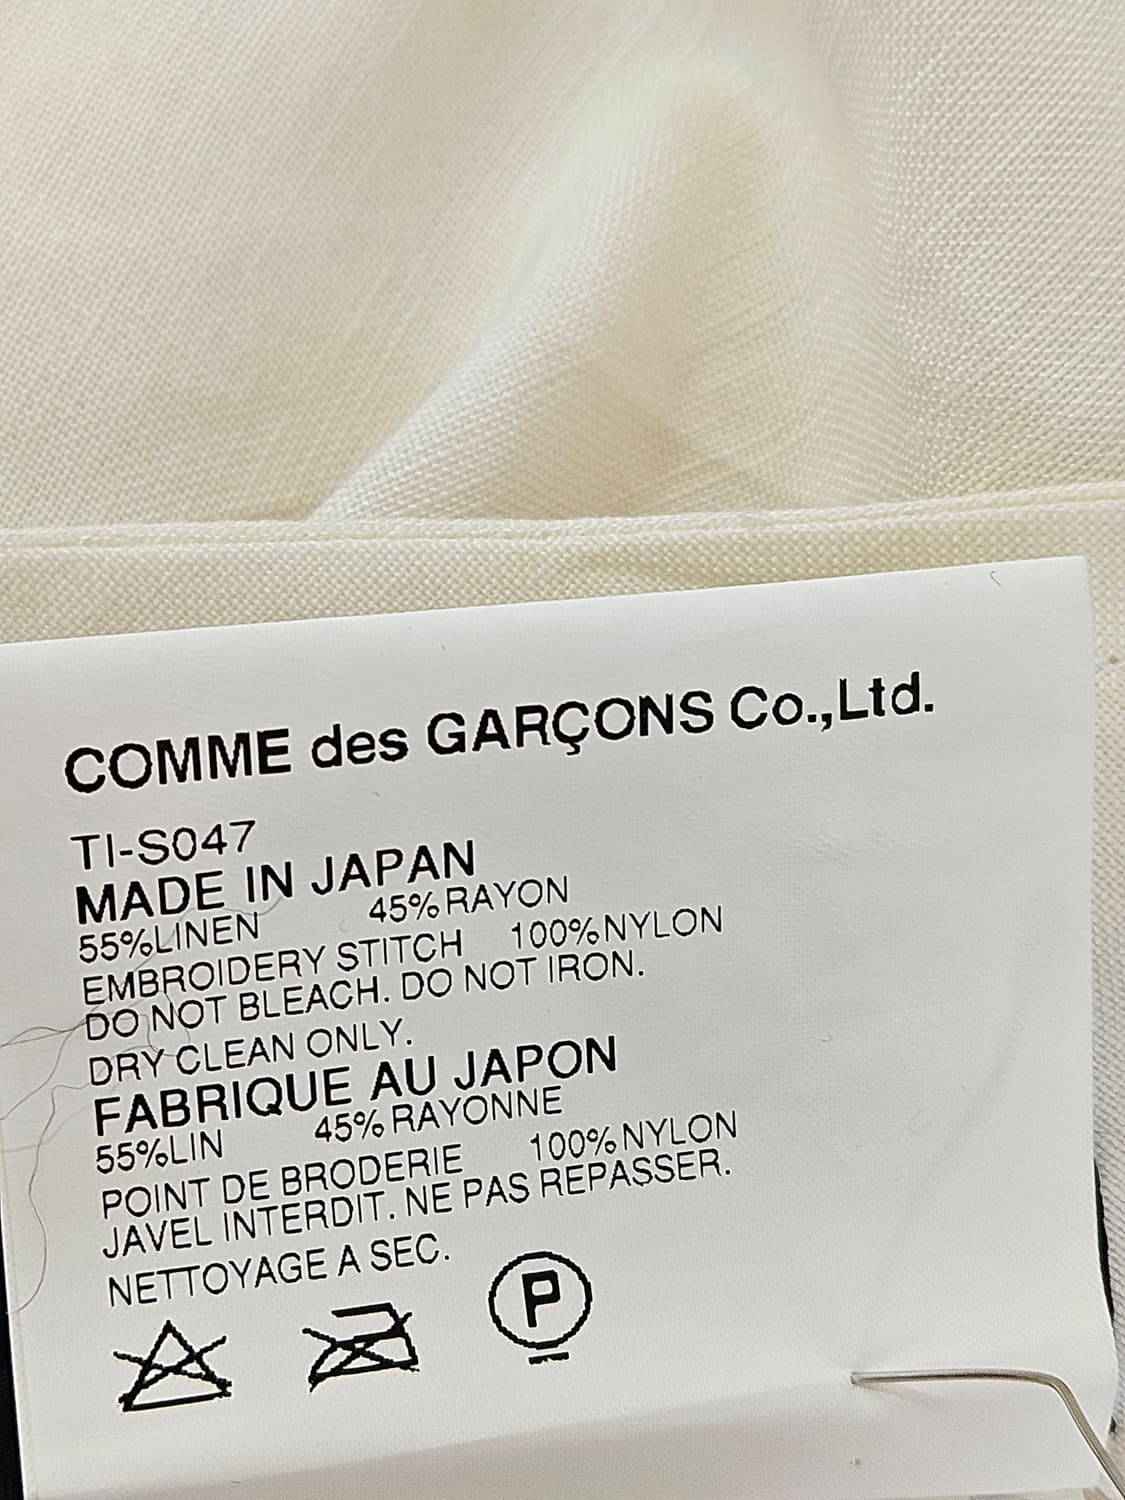 COMME des GARÇONS Co.,Ltd.
TI-S047
MADE IN JAPAN
55%LINEN 45%RAYON
EMBROIDERY STITCH 100%NYLON
DO NOT BLEACH. DO NOT IRON.
DRY CLEAN ONLY.
FABRIQUE AU JAPON
55%LIN 45%RAYONNE
POINT DE BRODERIE 100%NYLON
JAVEL INTERDIT. NE PAS REPASSER.
NETTOYAGE A SEC.
P